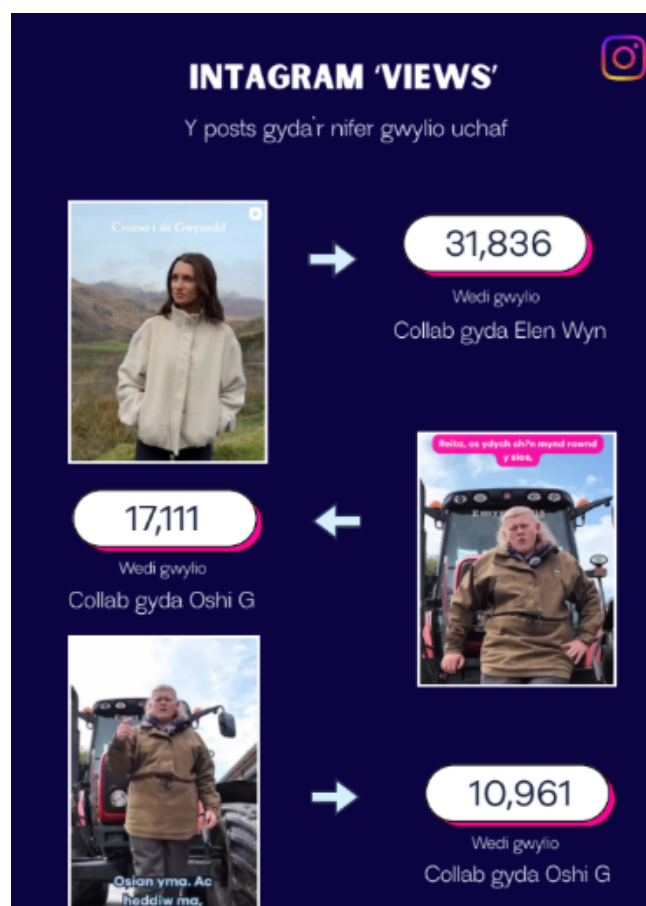 INTAGRAM ‘VIEWS’
Y posts gyda'r nifer gwylio uchaf
Croeso i sir Gwynedd
31,836
Wedi gwylio
Collab gyda Elen Wyn
Reita, os ydych chi'n mynd rownd
y sioe,
17,111
Wedi gwylio
Collab gyda Oshi G
Osian yma. Ac
heddiw ma,
10,961
Wedi gwylio
Collab gyda Oshi G